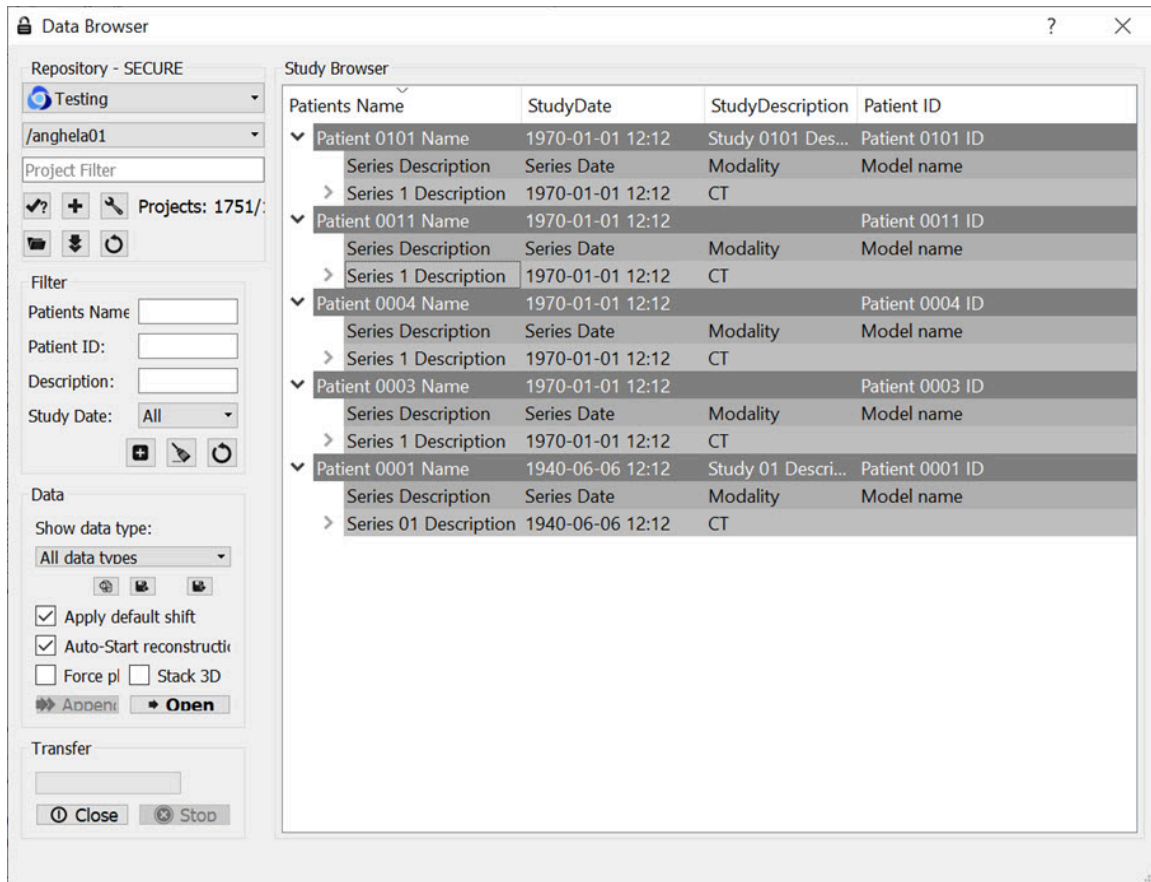 Data Browser ?
Repository - SECURE
Testing
/anghela01
Project Filter
Projects: 1751/
Filter
Patients Name
Patient ID:
Description:
Study Date: All
Data
Show data type:
All data types
Apply default shift
Auto-Start reconstructi
Force pl Stack 3D
Append Open
Transfer
Close Stop
Study Browser
Patients Name StudyDate StudyDescription Patient ID
Patient 0101 Name 1970-01-01 12:12 Study 0101 Des... Patient 0101 ID
Series Description Series Date Modality Model name
Series 1 Description 1970-01-01 12:12 CT
Patient 0011 Name 1970-01-01 12:12 Patient 0011 ID
Series Description Series Date Modality Model name
Series 1 Description 1970-01-01 12:12 CT
Patient 0004 Name 1970-01-01 12:12 Patient 0004 ID
Series Description Series Date Modality Model name
Series 1 Description 1970-01-01 12:12 CT
Patient 0003 Name 1970-01-01 12:12 Patient 0003 ID
Series Description Series Date Modality Model name
Series 1 Description 1970-01-01 12:12 CT
Patient 0001 Name 1940-06-06 12:12 Study 01 Descri... Patient 0001 ID
Series Description Series Date Modality Model name
Series 01 Description 1940-06-06 12:12 CT